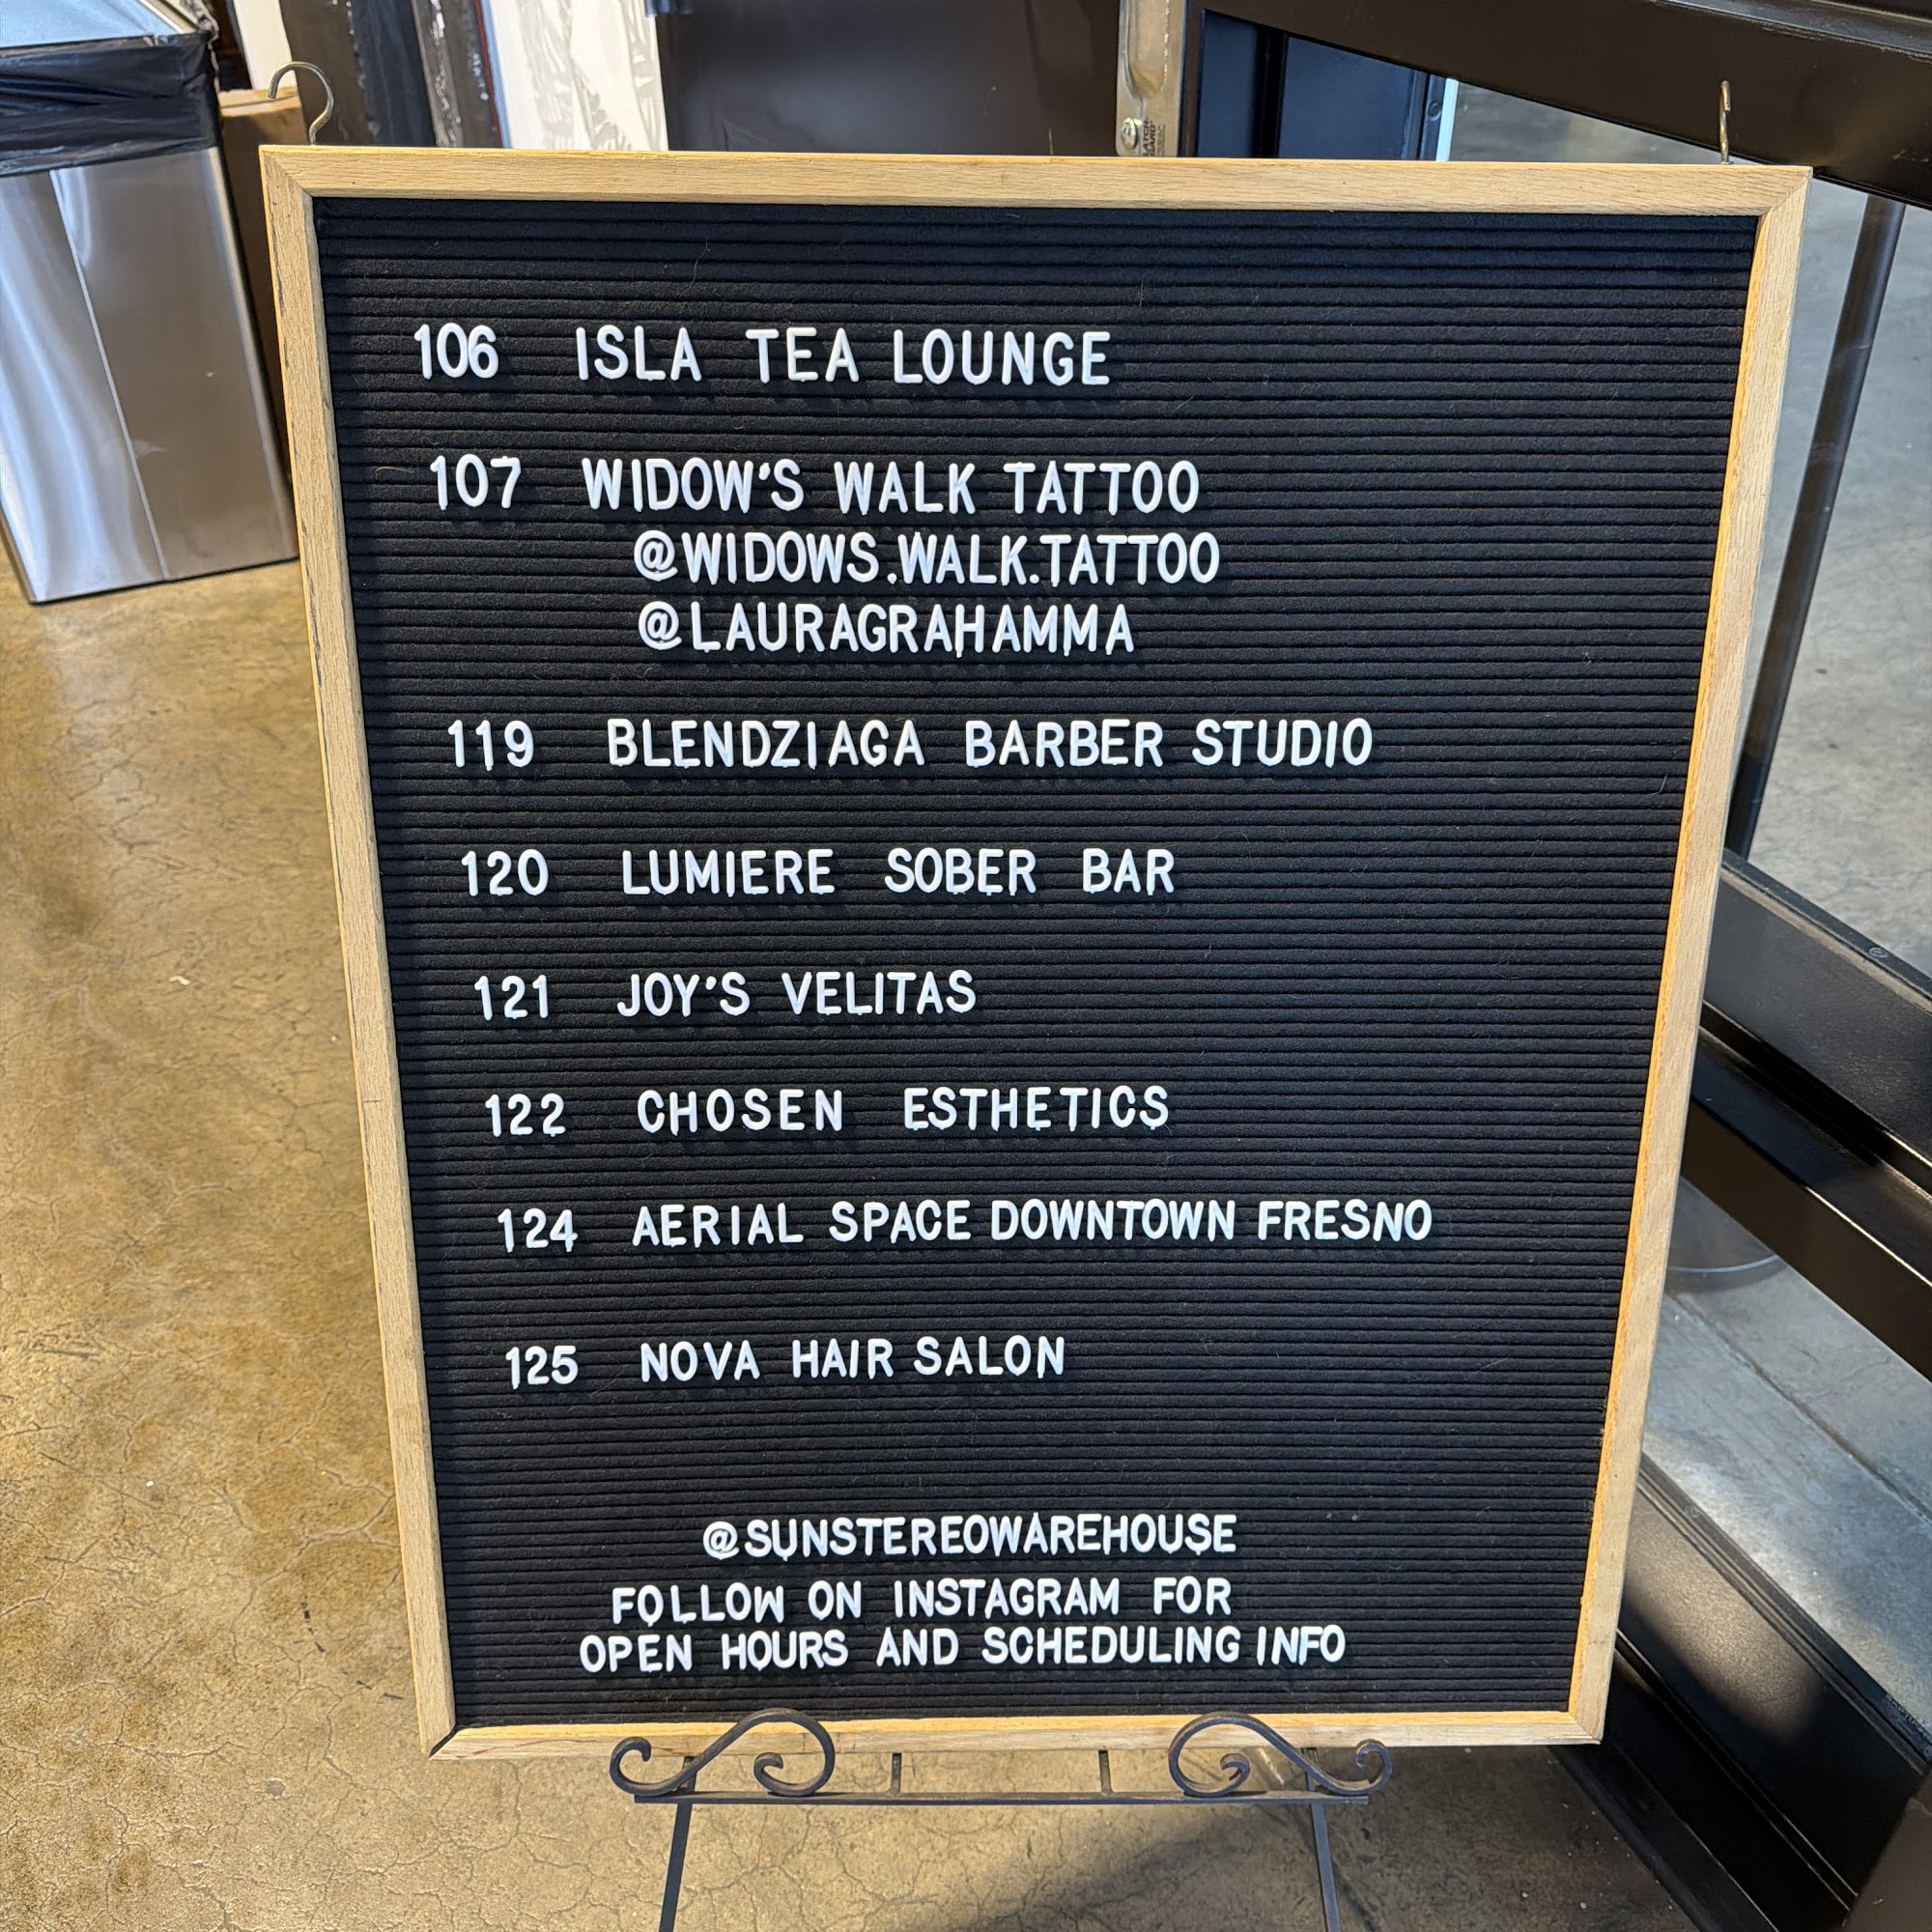 106 ISLA TEA LOUNGE
107 WIDOW'S WALK TATTOO
@WIDOWS.WALK.TATTOO
@LAURAGRAHAMMA
119 BLENDZIAGA BARBER STUDIO
120 LUMIERE SOBER BAR
121 JOY'S VELITAS
122 CHOSEN ESTHETICS
124 AERIAL SPACE DOWNTOWN FRESNO
125 NOVA HAIR SALON
@SUNSTEREOWAREHOUSE
FOLLOW ON INSTAGRAM FOR
OPEN HOURS AND SCHEDULING INFO